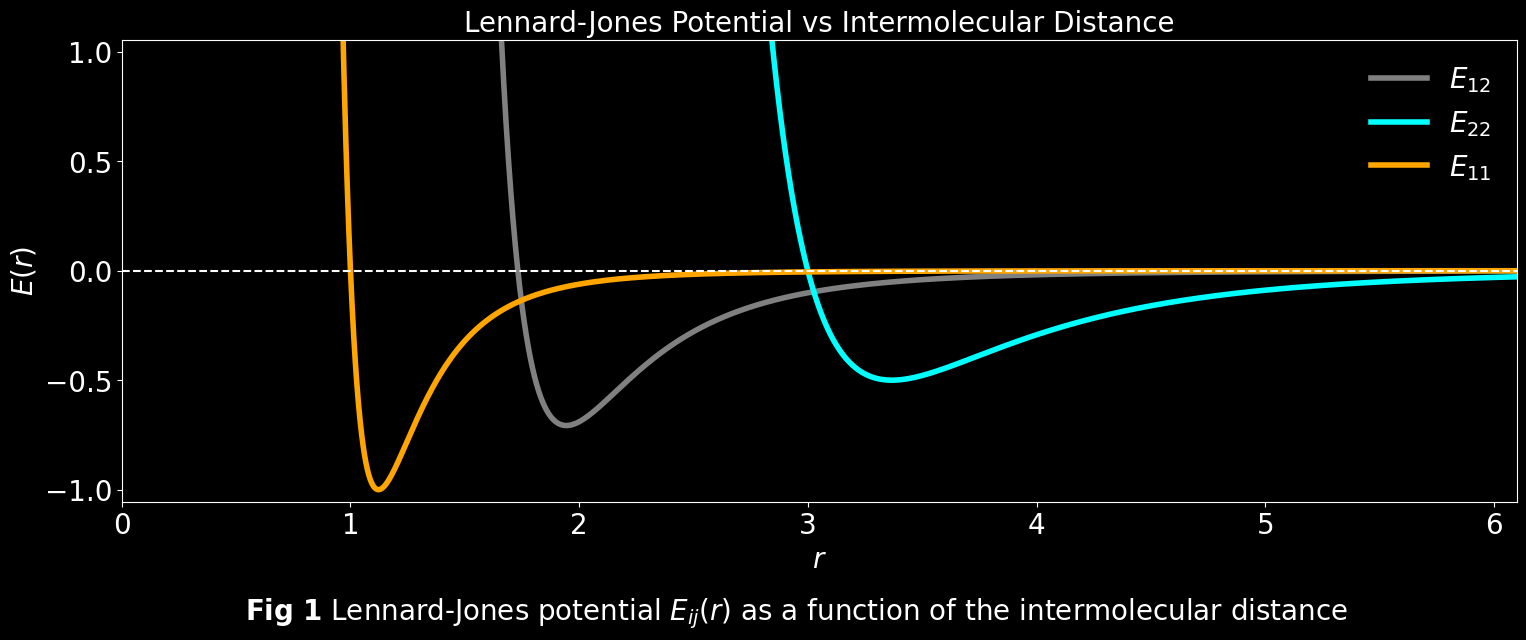 Lennard-Jones Potential vs Intermolecular Distance
1.0
0.5
0.0
−0.5
−1.0
E(r)
E₁₂
E₂₂
E₁₁
0 1 2 3 4 5 6
r
Fig 1 Lennard-Jones potential Eᵢⱼ(r) as a function of the intermolecular distance